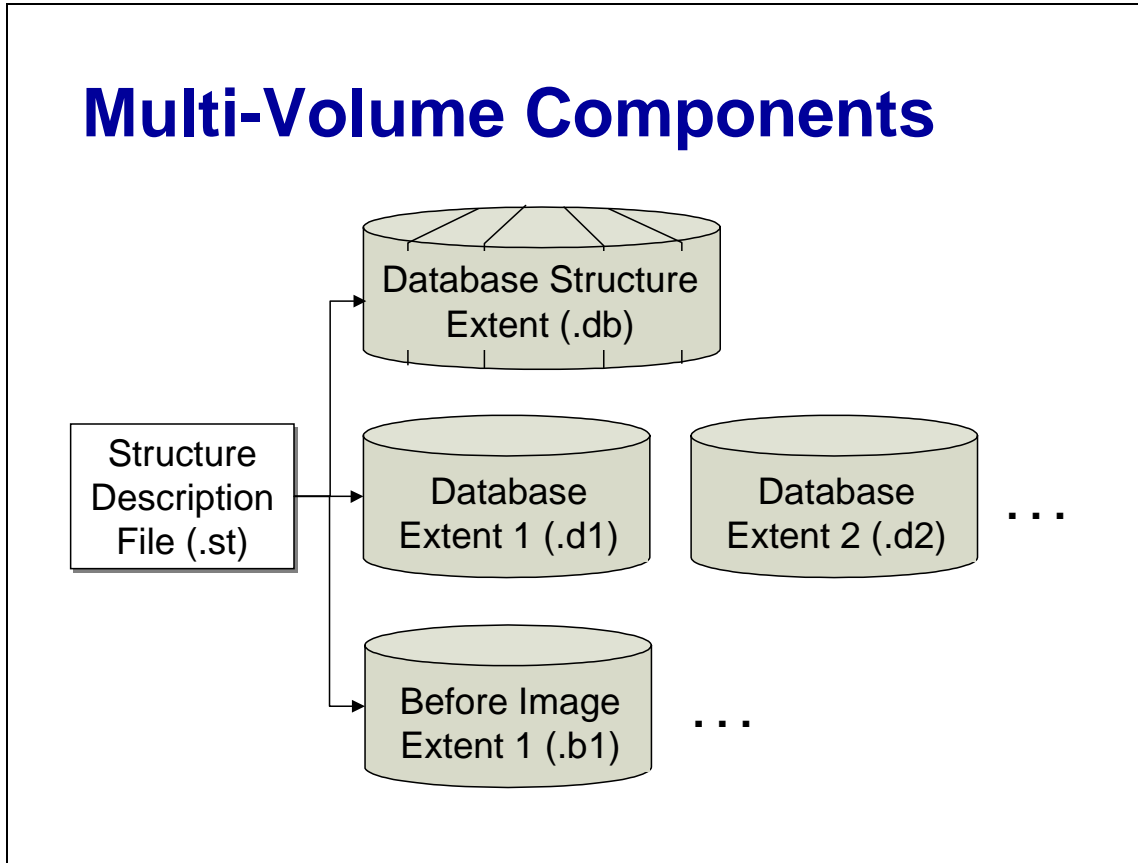 Multi-Volume Components
Database Structure
Extent (.db)
Structure
Description
File (.st)
Database
Extent 1 (.d1)
Database
Extent 2 (.d2)
. . .
Before Image
Extent 1 (.b1)
. . .